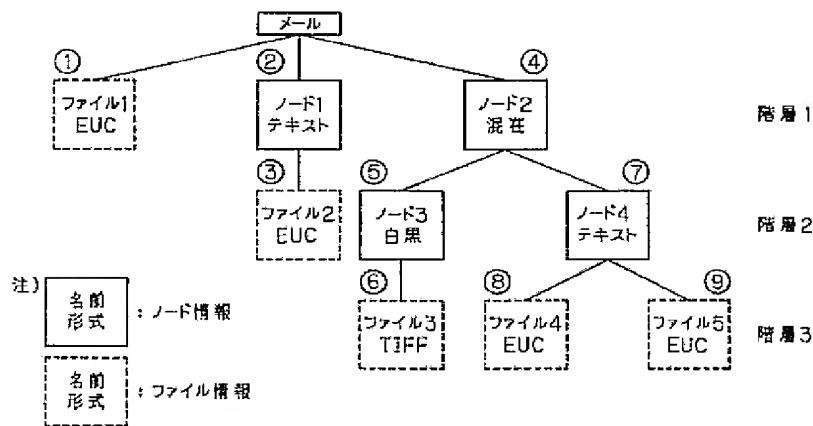 メール
① ② ④
ファイル1
EUC
ノード1
テキスト
ノード2
混在
階層1
③ ⑤ ⑦
ファイル2
EUC
ノード3
白黒
ノード4
テキスト
階層2
⑥ ⑧ ⑨
ファイル3
TIFF
ファイル4
EUC
ファイル5
EUC
階層3
注)
名前
形式
:ノード情報
名前
形式
:ファイル情報